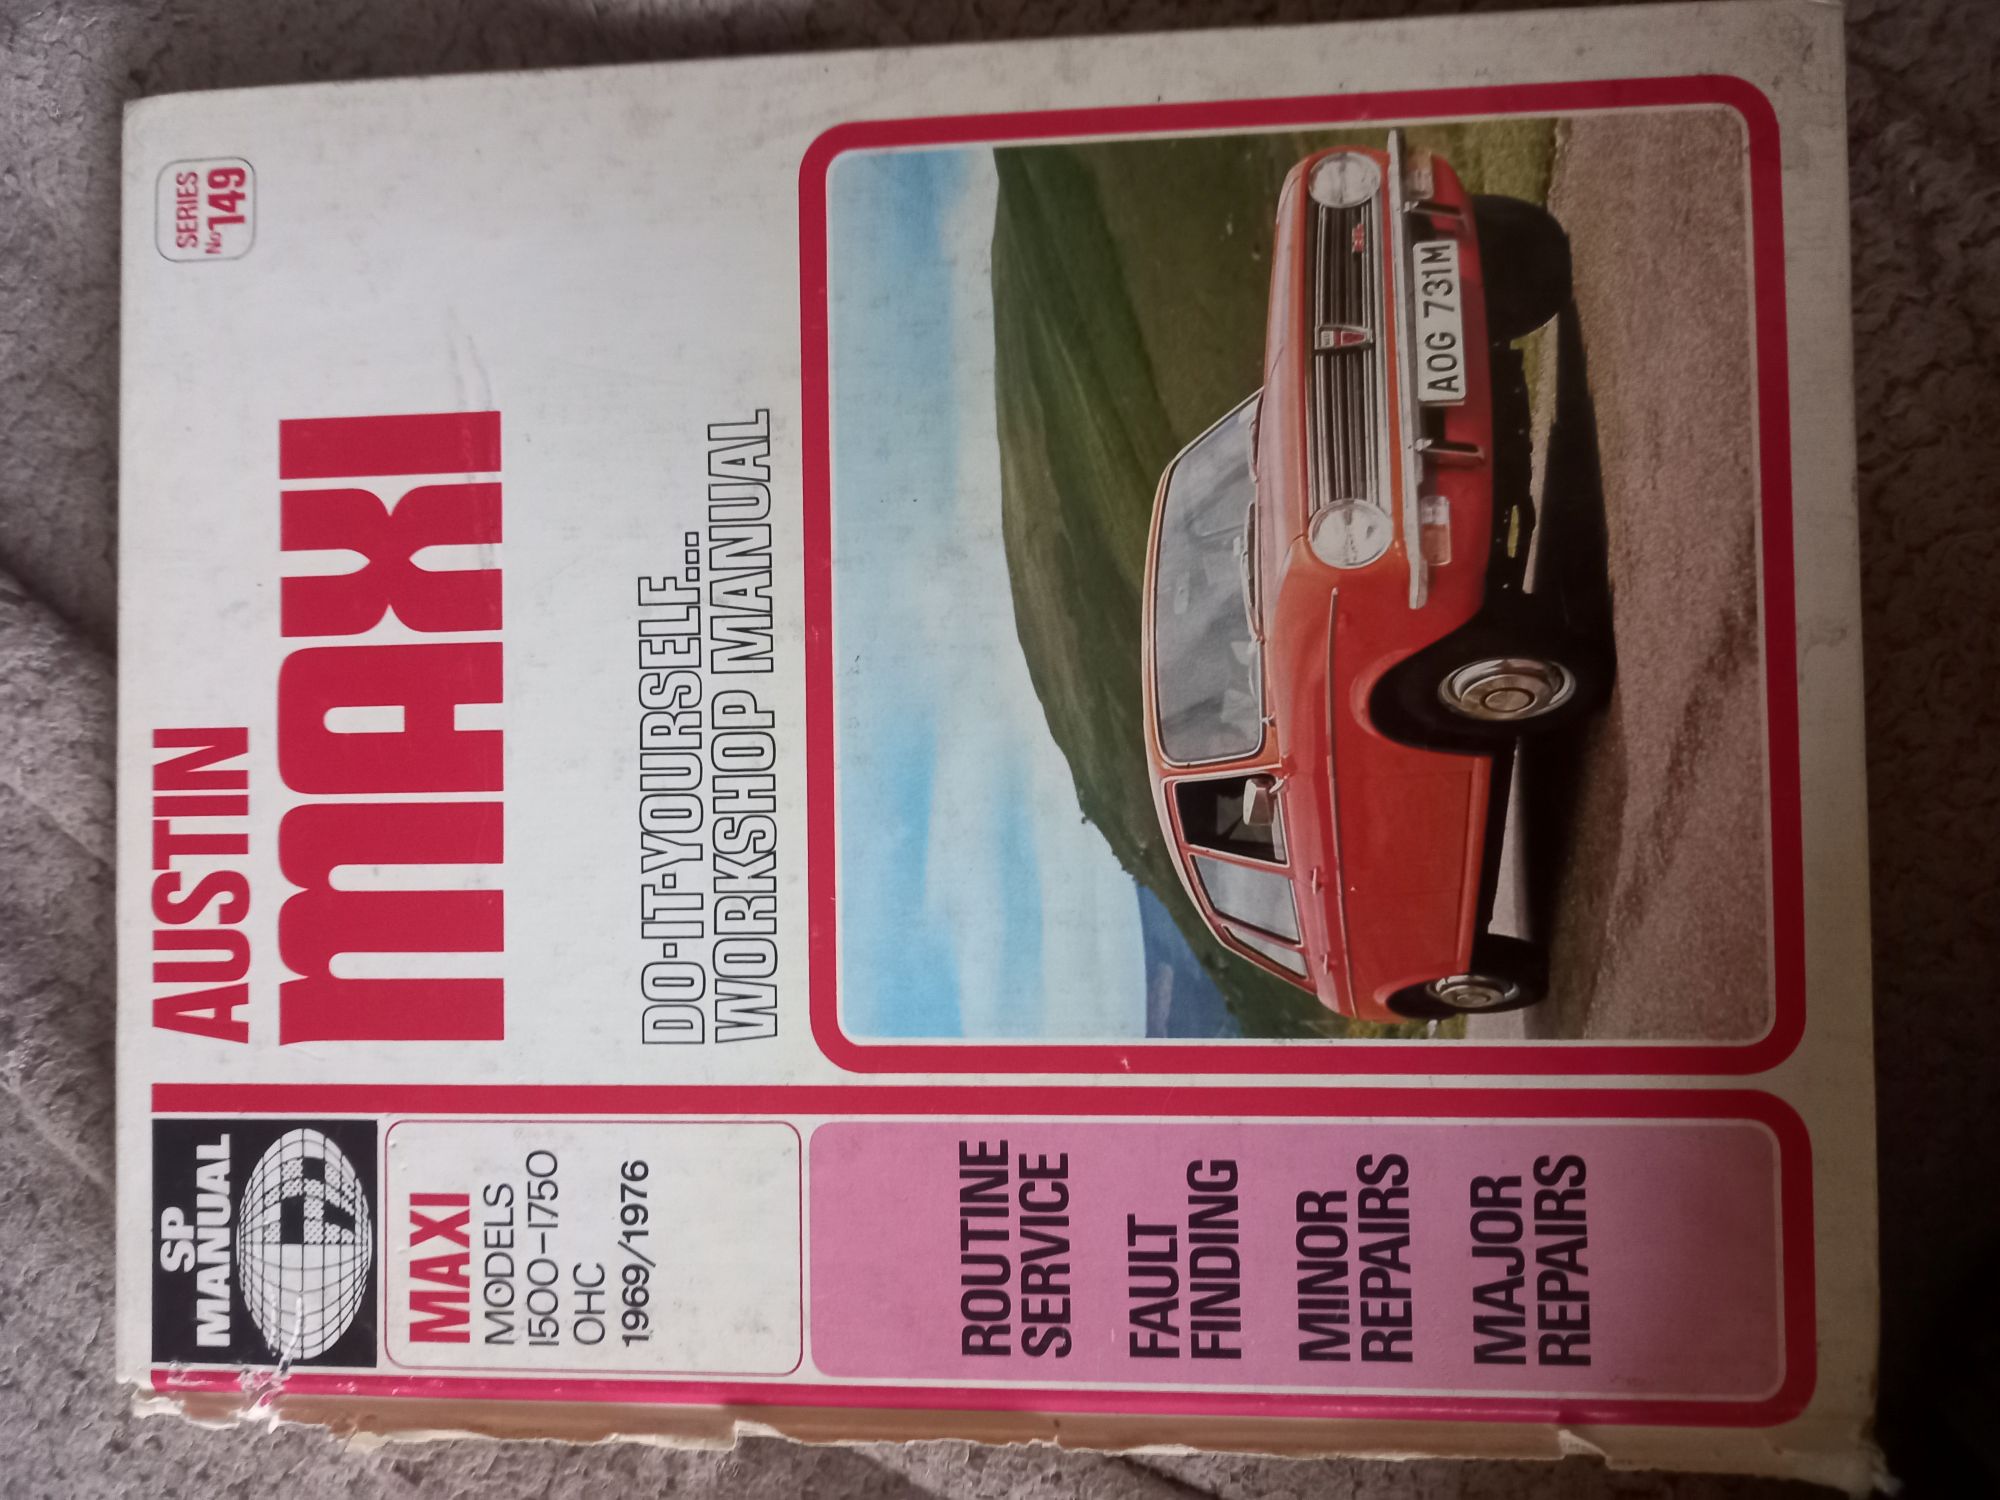 SP
MANUAL
AUSTIN
MAXI
SERIES
No 149
MAXI
MODELS
1500-1750
OHC
1969/1976
DO-IT-YOURSELF...
WORKSHOP MANUAL
ROUTINE
SERVICE
FAULT
FINDING
MINOR
REPAIRS
MAJOR
REPAIRS
AOG 731M